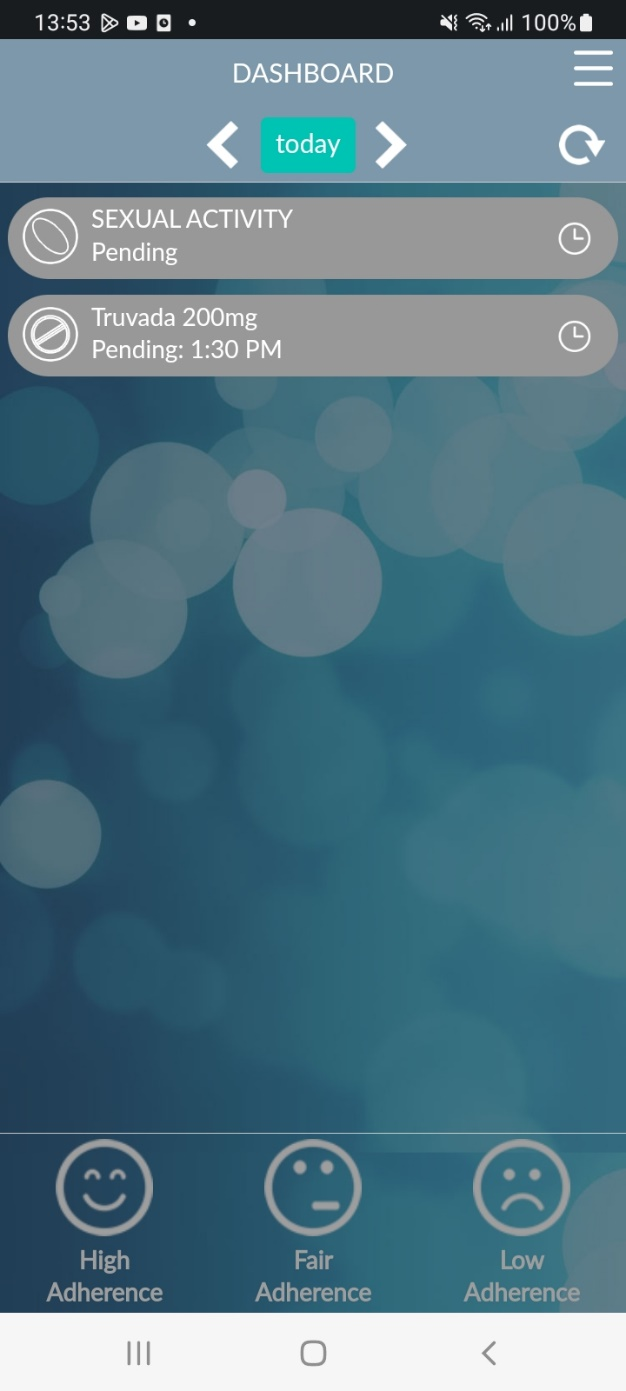 13:53
100%
DASHBOARD
today
SEXUAL ACTIVITY
Pending
Truvada 200mg
Pending: 1:30 PM
High
Adherence
Fair
Adherence
Low
Adherence